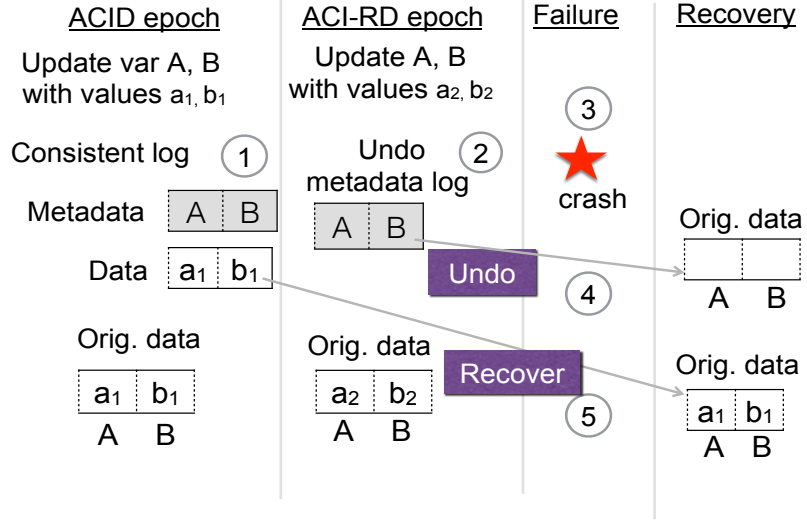 ACID epoch
Update var A, B
with values a1, b1
Consistent log
1
Metadata
A B
Data
a1 b1
Orig. data
a1 b1
A B
ACI-RD epoch
Update A, B
with values a2, b2
Undo
metadata log
2
A B
Undo
Orig. data
a2 b2
A B
Recover
Failure
3
crash
4
5
Recovery
Orig. data
A B
Orig. data
a1 b1
A B